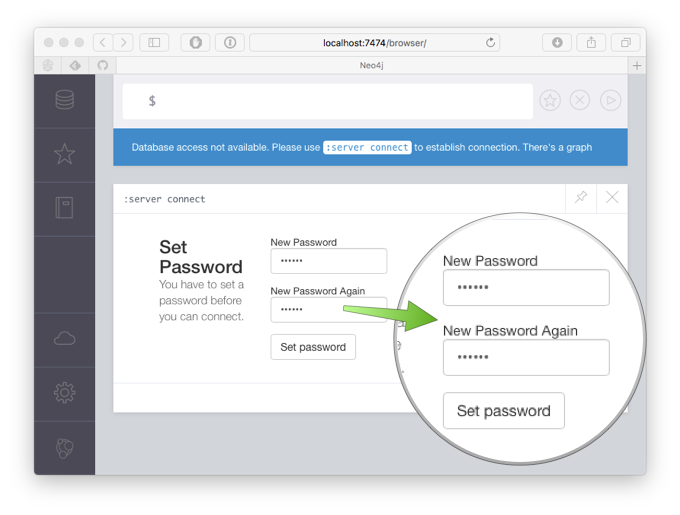 localhost:7474/browser/
Neo4j
$
Database access not available. Please use :server connect to establish connection. There's a graph
:server connect
Set
Password
You have to set a
password before
you can connect.
New Password
••••••
New Password Again
••••••
Set password
New Password
••••••
New Password Again
••••••
Set password